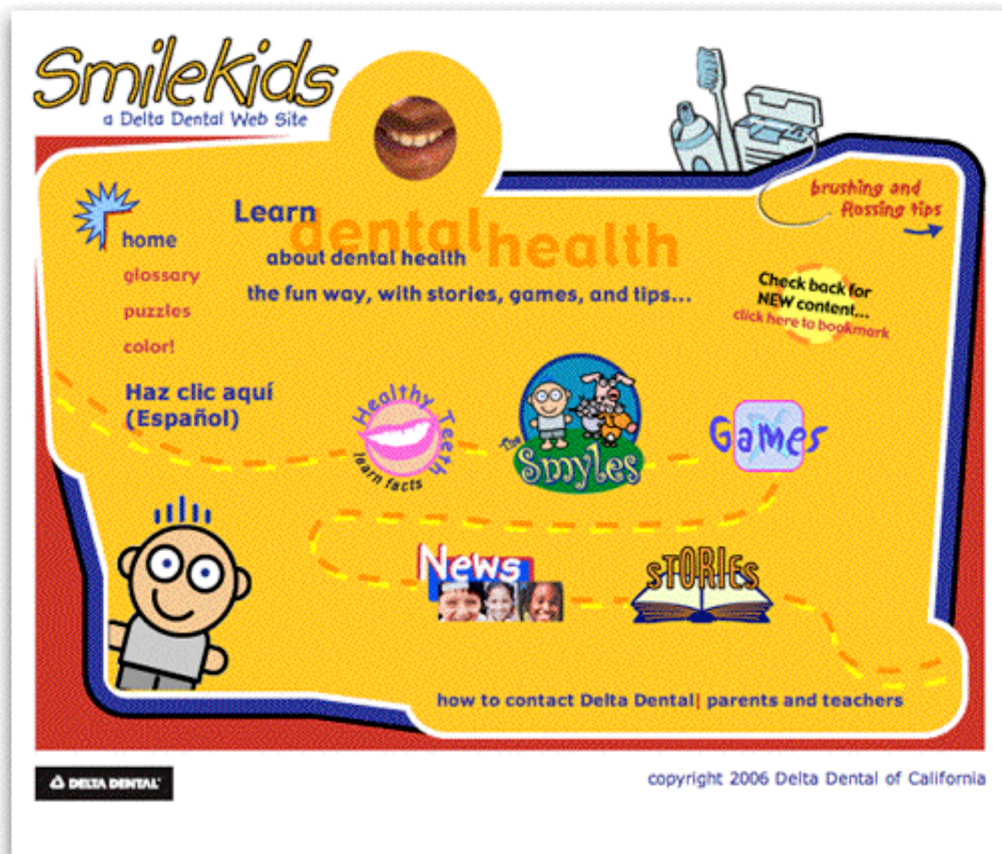 SmileKids
a Delta Dental Web Site
brushing and
flossing tips
Learn
dental health
about dental health
the fun way, with stories, games, and tips...
home
glossary
puzzles
color!
Haz clic aquí
(Español)
Check back for
NEW content...
click here to bookmark
Healthy Teeth
learn facts
The
Smyles
Games
News
STORIES
how to contact Delta Dental| parents and teachers
DELTA DENTAL
copyright 2006 Delta Dental of California